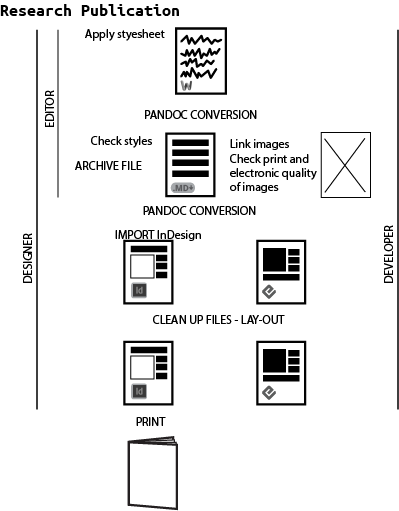 Research Publication
Apply styesheet
W
EDITOR
PANDOC CONVERSION
Check styles
ARCHIVE FILE
.MD+
Link images
Check print and
electronic quality
of images
PANDOC CONVERSION
DESIGNER
DEVELOPER
IMPORT InDesign
Id
CLEAN UP FILES - LAY-OUT
Id
PRINT